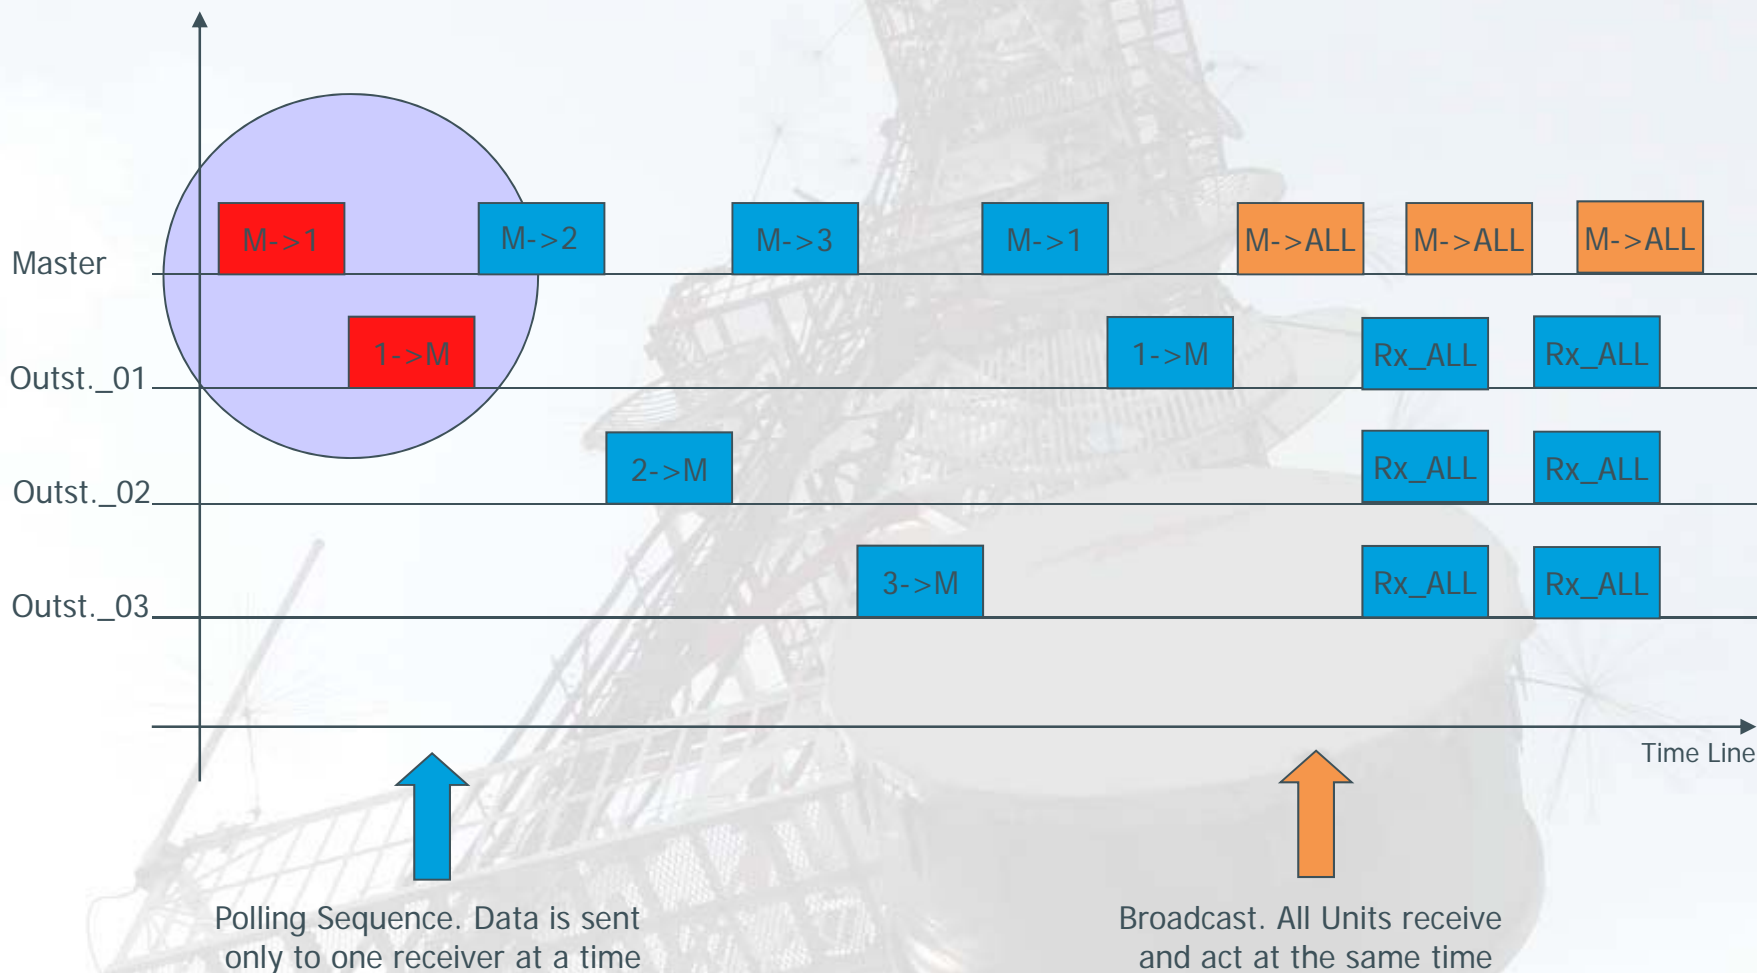 M->1
M->2
M->3
M->1
M->ALL
M->ALL
M->ALL
Master
1->M
1->M
Rx_ALL
Rx_ALL
Outst._01
2->M
Rx_ALL
Rx_ALL
Outst._02
3->M
Rx_ALL
Rx_ALL
Outst._03
Time Line
Polling Sequence. Data is sent
only to one receiver at a time
Broadcast. All Units receive
and act at the same time